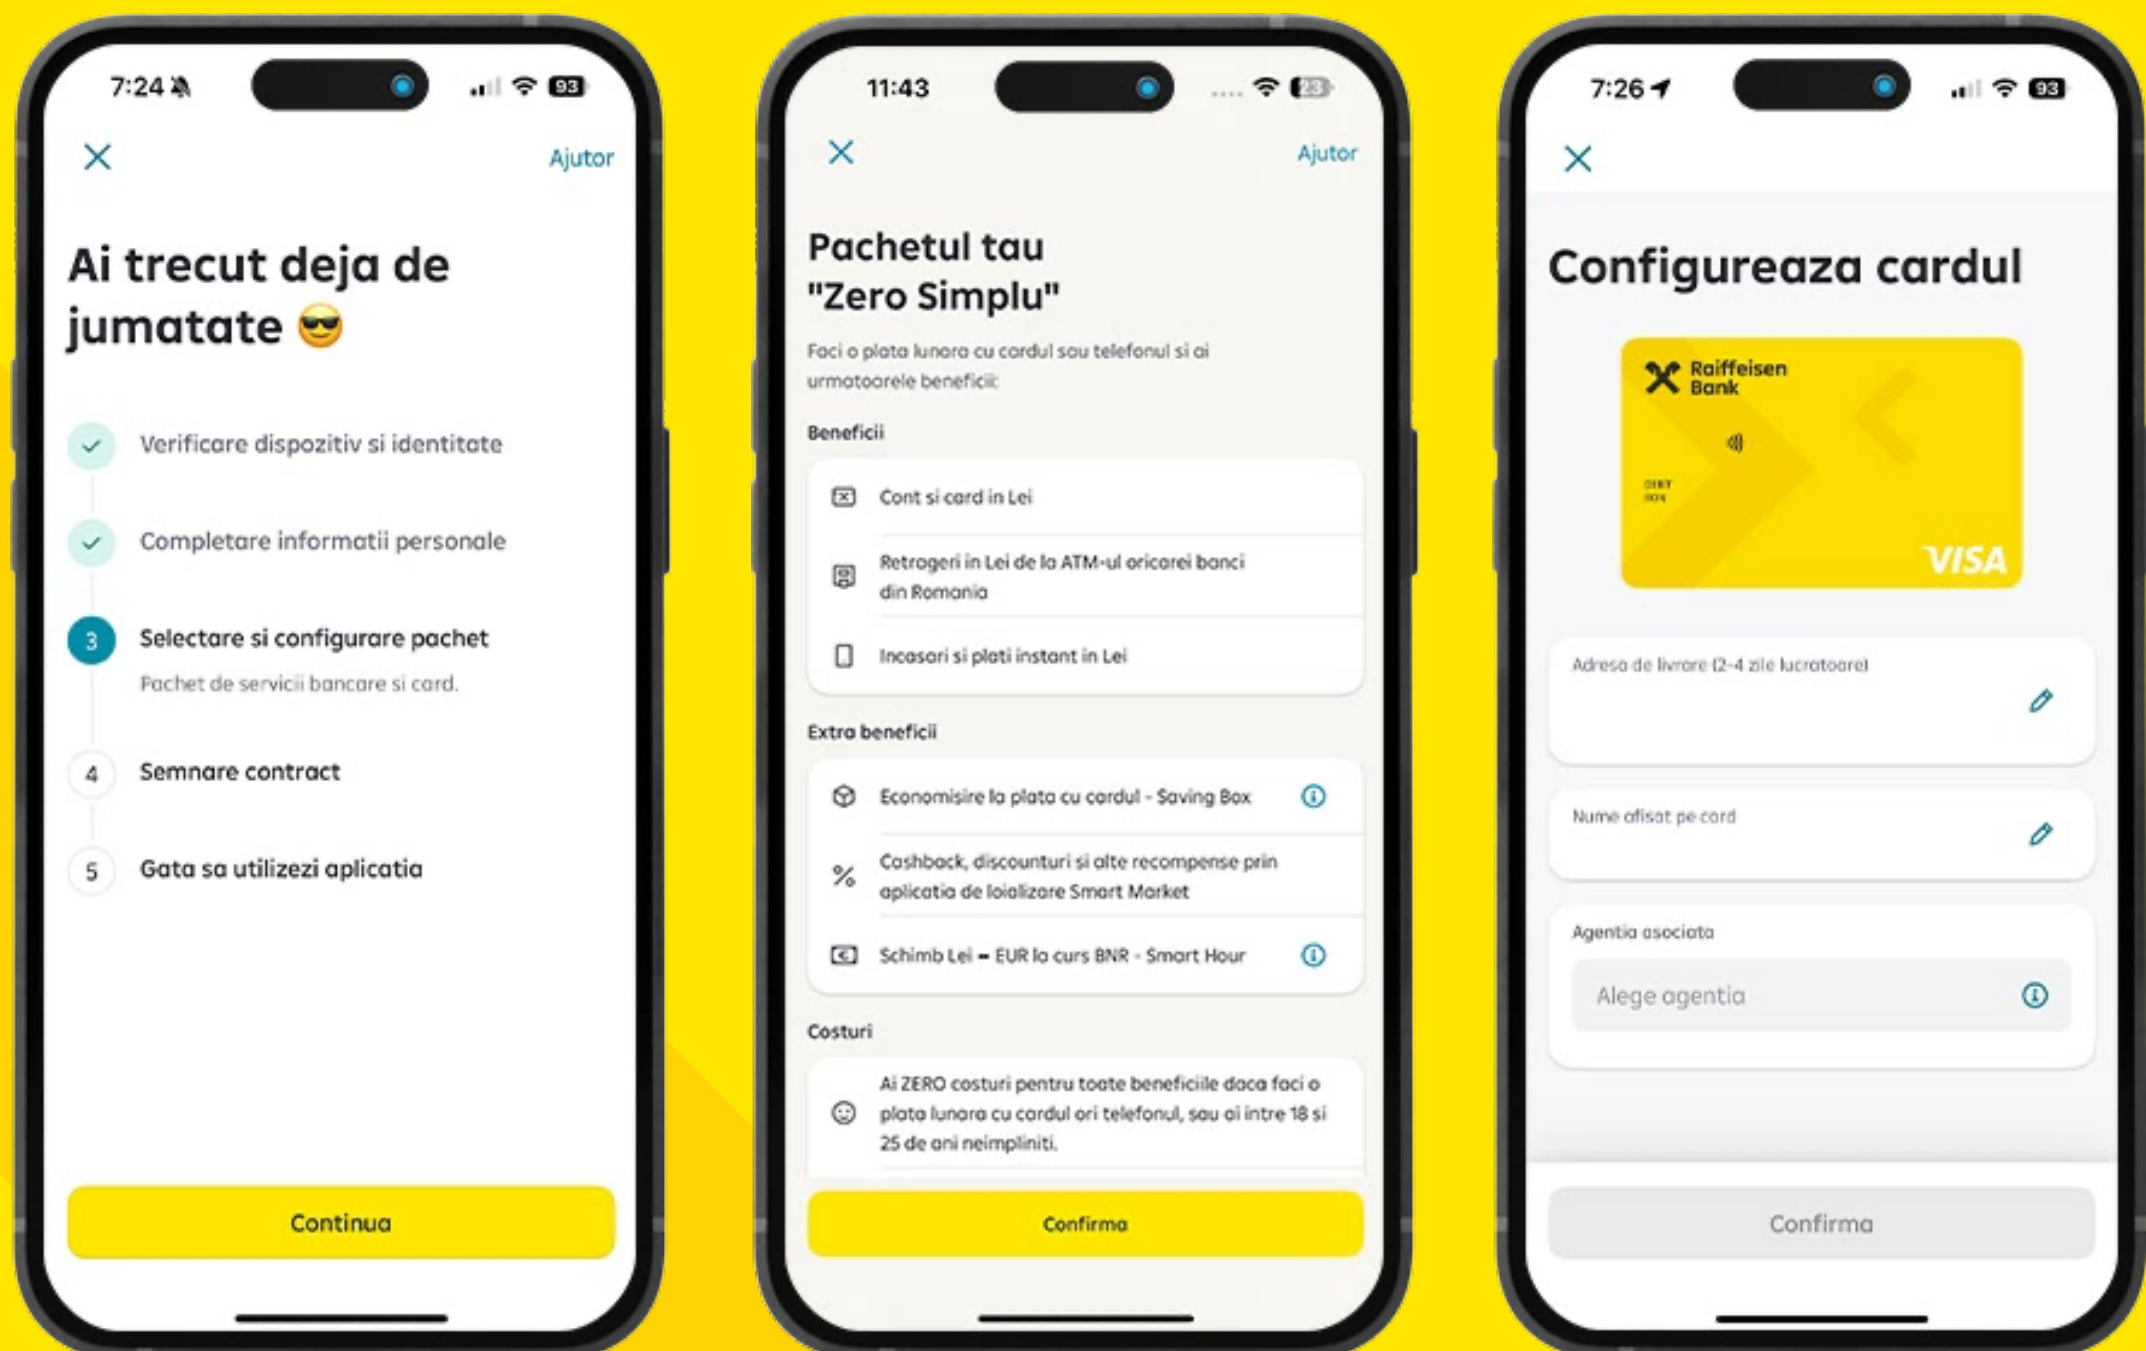 7:24
93
Ajutor
Ai trecut deja de
jumatate 😎
Verificare dispozitiv si identitate
Completare informatii personale
3
Selectare si configurare pachet
Pachet de servicii bancare si card.
4
Semnare contract
5
Gata sa utilizezi aplicatia
Continua
11:43
23
Ajutor
Pachetul tau
"Zero Simplu"
Faci o plata lunara cu cardul sau telefonul si ai
urmatoarele beneficii:
Beneficii
Cont si card in Lei
Retrageri in Lei de la ATM-ul oricarei banci
din Romania
Incasari si plati instant in Lei
Extra beneficii
Economisire la plata cu cardul - Saving Box
Cashback, discounturi si alte recompense prin
aplicatia de loializare Smart Market
Schimb Lei – EUR la curs BNR - Smart Hour
Costuri
Ai ZERO costuri pentru toate beneficiile daca faci o
plata lunara cu cardul ori telefonul, sau ai intre 18 si
25 de ani neimpliniti.
Confirma
7:26
93
Configureaza cardul
Raiffeisen
Bank
VISA
Adresa de livrare (2-4 zile lucratoare)
Nume afisat pe card
Agentia asociata
Alege agentia
Confirma